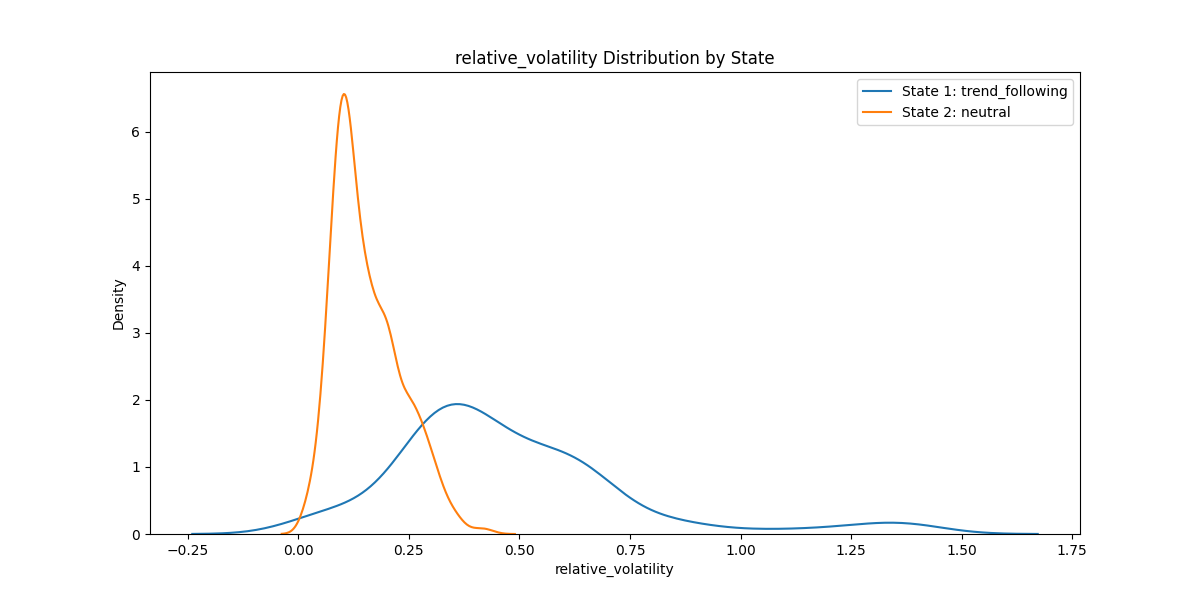 relative_volatility Distribution by State
State 1: trend_following
State 2: neutral
Density
6
5
4
3
2
1
0
−0.25 0.00 0.25 0.50 0.75 1.00 1.25 1.50 1.75
relative_volatility